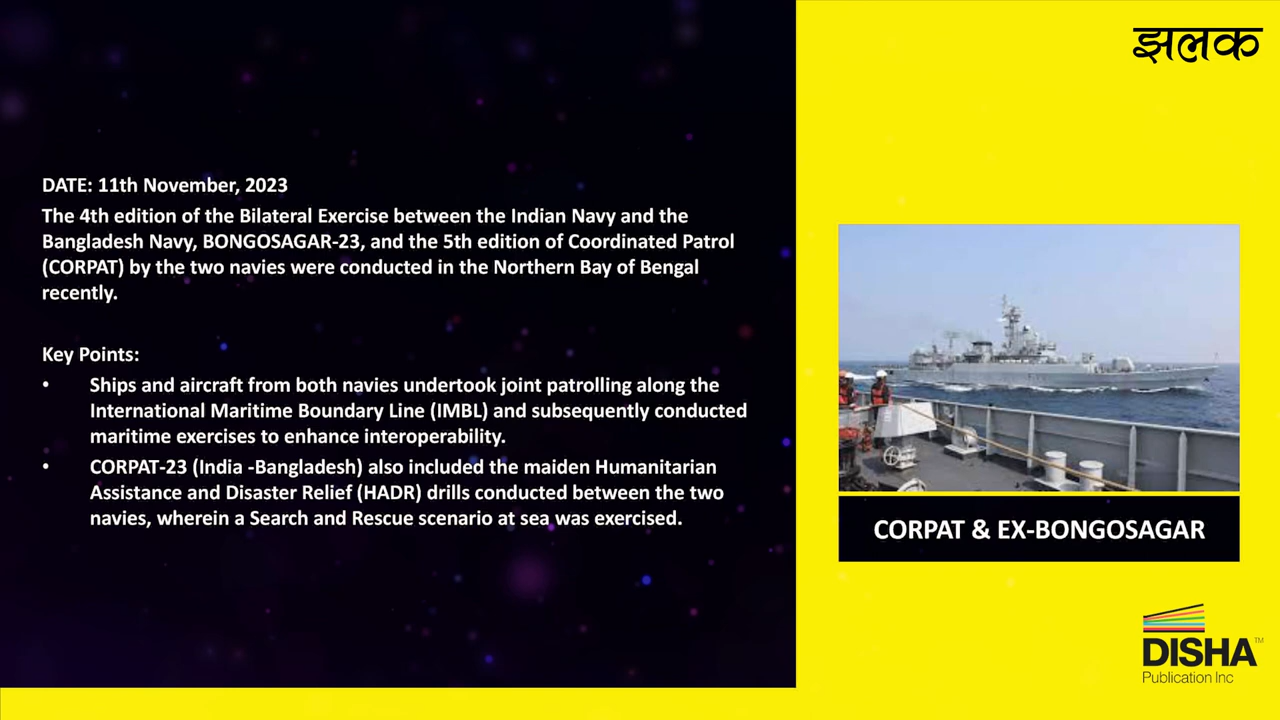 झलक
DATE: 11th November, 2023
The 4th edition of the Bilateral Exercise between the Indian Navy and the
Bangladesh Navy, BONGOSAGAR-23, and the 5th edition of Coordinated Patrol
(CORPAT) by the two navies were conducted in the Northern Bay of Bengal
recently.
Key Points:
• Ships and aircraft from both navies undertook joint patrolling along the
International Maritime Boundary Line (IMBL) and subsequently conducted
maritime exercises to enhance interoperability.
• CORPAT-23 (India -Bangladesh) also included the maiden Humanitarian
Assistance and Disaster Relief (HADR) drills conducted between the two
navies, wherein a Search and Rescue scenario at sea was exercised.
CORPAT & EX-BONGOSAGAR
DISHA™
Publication Inc